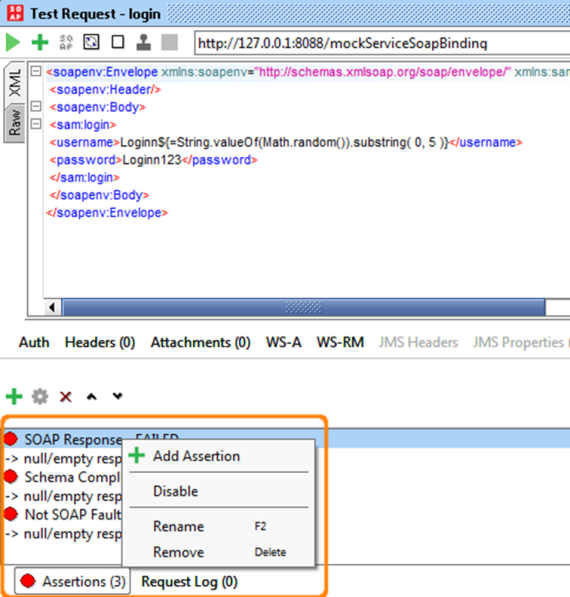 Test Request - login
http://127.0.0.1:8088/mockServiceSoapBinding
XML
Raw
<soapenv:Envelope xmlns:soapenv="http://schemas.xmlsoap.org/soap/envelope/" xmlns:sam
<soapenv:Header/>
<soapenv:Body>
<sam:login>
<username>Loginn${=String.valueOf(Math.random()).substring( 0, 5 )}</username>
<password>Loginn123</password>
</sam:login>
</soapenv:Body>
</soapenv:Envelope>
Auth Headers (0) Attachments (0) WS-A WS-RM JMS Headers JMS Properties (
SOAP Response - FAILED
-> null/empty resp
Schema Compl
-> null/empty resp
Not SOAP Fault
-> null/empty resp
Add Assertion
Disable
Rename F2
Remove Delete
Assertions (3) Request Log (0)